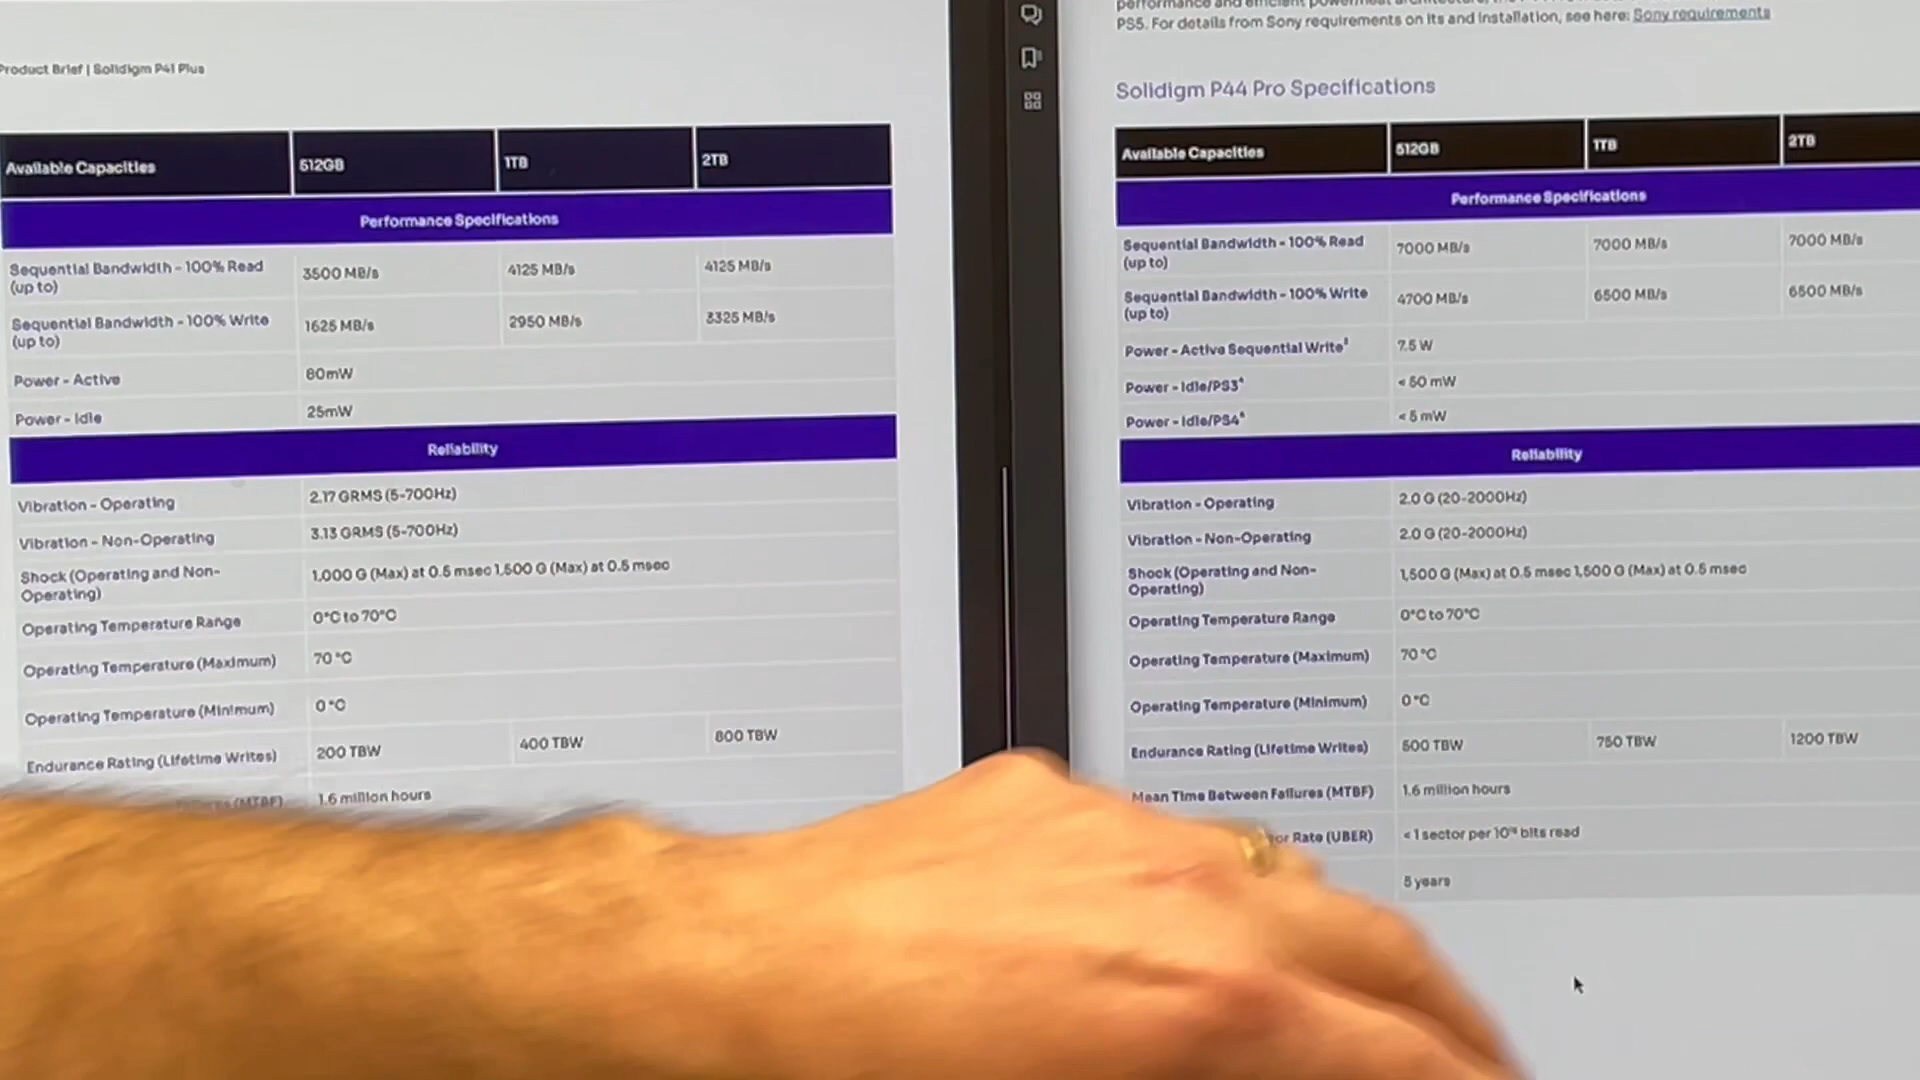 Product Brief | Solidigm P41 Plus
Available Capacities 512GB 1TB 2TB
Performance Specifications
Sequential Bandwidth - 100% Read (up to) 3500 MB/s 4125 MB/s 4125 MB/s
Sequential Bandwidth - 100% Write (up to) 1625 MB/s 2950 MB/s 3325 MB/s
Power - Active 80mW
Power - Idle 25mW
Reliability
Vibration - Operating 2.17 GRMS (5-700Hz)
Vibration - Non-Operating 3.13 GRMS (5-700Hz)
Shock (Operating and Non-Operating) 1,000 G (Max) at 0.5 msec 1,500 G (Max) at 0.5 msec
Operating Temperature Range 0°C to 70°C
Operating Temperature (Maximum) 70 °C
Operating Temperature (Minimum) 0 °C
Endurance Rating (Lifetime Writes) 200 TBW 400 TBW 800 TBW
(MTBF) 1.6 million hours
performance and efficient
PS5. For details from Sony requirements on its and installation, see here: Sony requirements
Solidigm P44 Pro Specifications
Available Capacities 512GB 1TB 2TB
Performance Specifications
Sequential Bandwidth - 100% Read (up to) 7000 MB/s 7000 MB/s 7000 MB/s
Sequential Bandwidth - 100% Write (up to) 4700 MB/s 6500 MB/s 6500 MB/s
Power - Active Sequential Write 7.5 W
Power - Idle/PS3 < 50 mW
Power - Idle/PS4 < 5 mW
Reliability
Vibration - Operating 2.0 G (20-2000Hz)
Vibration - Non-Operating 2.0 G (20-2000Hz)
Shock (Operating and Non-Operating) 1,500 G (Max) at 0.5 msec 1,500 G (Max) at 0.5 msec
Operating Temperature Range 0°C to 70°C
Operating Temperature (Maximum) 70 °C
Operating Temperature (Minimum) 0 °C
Endurance Rating (Lifetime Writes) 500 TBW 750 TBW 1200 TBW
Mean Time Between Failures (MTBF) 1.6 million hours
Rate (UBER) < 1 sector per bits read
5 years